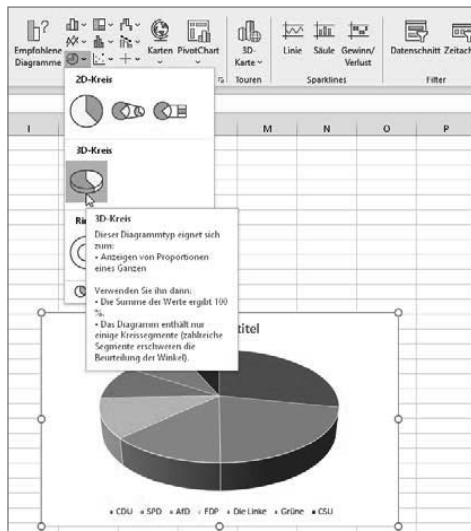 Empfohlene
Diagramme
Karten
PivotChart
3D-
Karte
Touren
Linie
Säule
Gewinn/
Verlust
Sparklines
Datenschnitt
Filter
2D-Kreis
I
M
N
O
P
3D-Kreis
3D-Kreis
Dieser Diagrammtyp eignet sich
zum:
• Anzeigen von Proportionen
eines Ganzen
Verwenden Sie ihn dann:
• Die Summe der Werte ergibt 100
%.
• Das Diagramm enthält nur
einige Kreissegmente (zahlreiche
Segmente erschweren die
Beurteilung der Winkel).
titel
CDU SPD AfD FDP Die Linke Grüne CSU